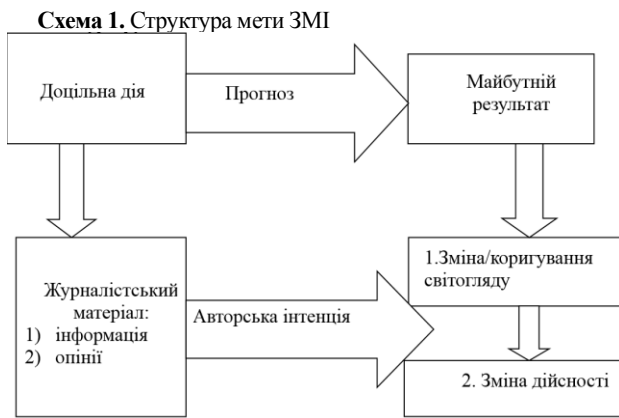 Схема 1. Структура мети ЗМІ
Доцільна дія
Прогноз
Майбутній
результат
Журналістський
матеріал:
1) інформація
2) опінії
Авторська інтенція
1.Зміна/коригування
світогляду
2. Зміна дійсності